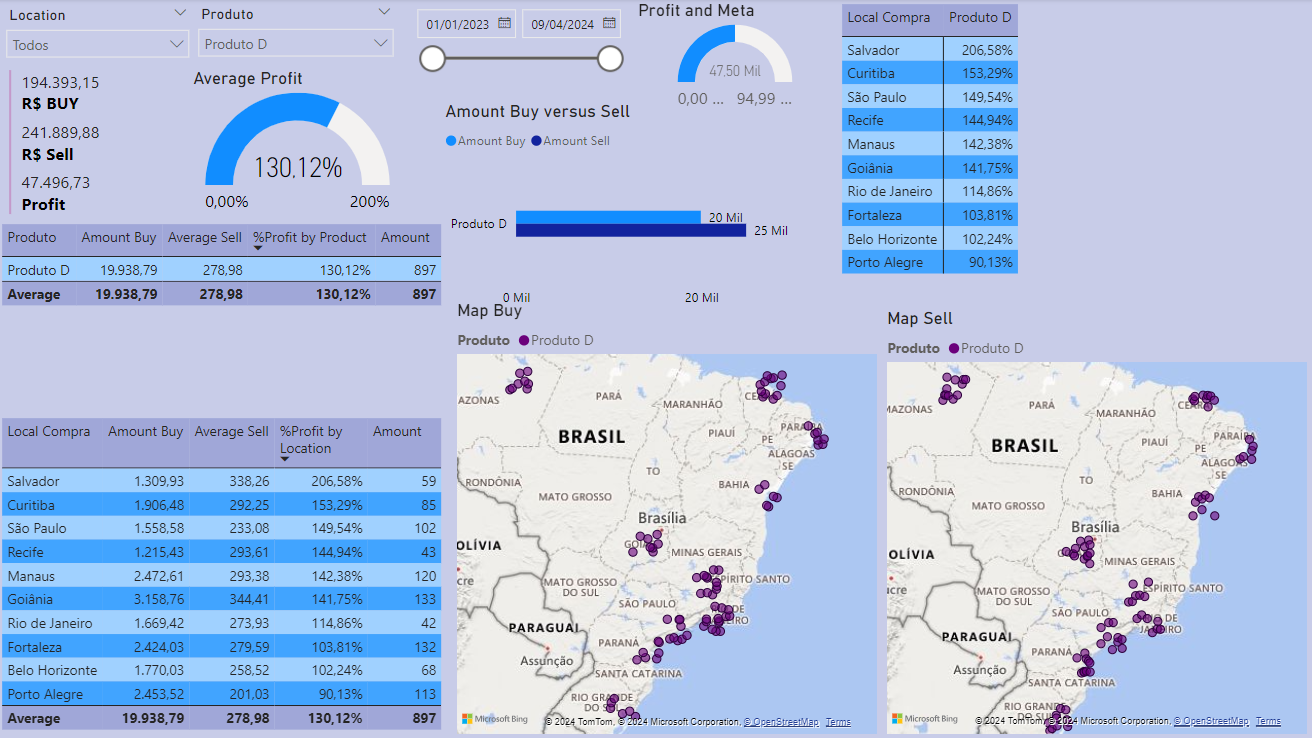 Location
Todos
Produto
Produto D
01/01/2023
09/04/2024
Profit and Meta
47,50 Mil
0,00 ...
94,99 ...
Local Compra Produto D
Salvador 206,58%
Curitiba 153,29%
São Paulo 149,54%
Recife 144,94%
Manaus 142,38%
Goiânia 141,75%
Rio de Janeiro 114,86%
Fortaleza 103,81%
Belo Horizonte 102,24%
Porto Alegre 90,13%
194.393,15
R$ BUY
241.889,88
R$ Sell
47.496,73
Profit
Average Profit
130,12%
0,00%
200%
Amount Buy versus Sell
Amount Buy Amount Sell
Produto D
20 Mil
25 Mil
0 Mil
20 Mil
Produto Amount Buy Average Sell %Profit by Product Amount
Produto D 19.938,79 278,98 130,12% 897
Average 19.938,79 278,98 130,12% 897
Local Compra Amount Buy Average Sell %Profit by
Location Amount
Salvador 1.309,93 338,26 206,58% 59
Curitiba 1.906,48 292,25 153,29% 85
São Paulo 1.558,58 233,08 149,54% 102
Recife 1.215,43 293,61 144,94% 43
Manaus 2.472,61 293,38 142,38% 120
Goiânia 3.158,76 344,41 141,75% 133
Rio de Janeiro 1.669,42 273,93 114,86% 42
Fortaleza 2.424,03 279,59 103,81% 132
Belo Horizonte 1.770,03 258,52 102,24% 68
Porto Alegre 2.453,52 201,03 90,13% 113
Average 19.938,79 278,98 130,12% 897
Map Buy
Produto Produto D
AZONAS
PARÁ
MARANHÃO
BRASIL
PIAUÍ
PE
ALAGOAS
SE
TO
RONDÔNIA
BAHIA
MATO GROSSO
Brasília
OLÍVIA
MINAS GERAIS
cre
MATO GROSSO
DO SUL
SÃO PAULO
PARAGUAI
PARANÁ
Assunção
SANTA CATARINA
RIO GRANDE
DO SUL
Microsoft Bing
© 2024 TomTom, © 2024 Microsoft Corporation, © OpenStreetMap Terms
Map Sell
Produto Produto D
MAZONAS
PARÁ
MARANHÃO
BRASIL
PIAUÍ
PE
SE
TO
RONDÔNIA
BAHIA
MATO GROSSO
Brasília
OLÍVIA
MINAS GERAIS
ucre
MATO GROSSO
DO SUL
SÃO PAULO
PARAGUAI
PARANÁ
Assunção
SANTA CATARINA
Microsoft Bing
© 2024 TomTom, © 2024 Microsoft Corporation, © OpenStreetMap Terms